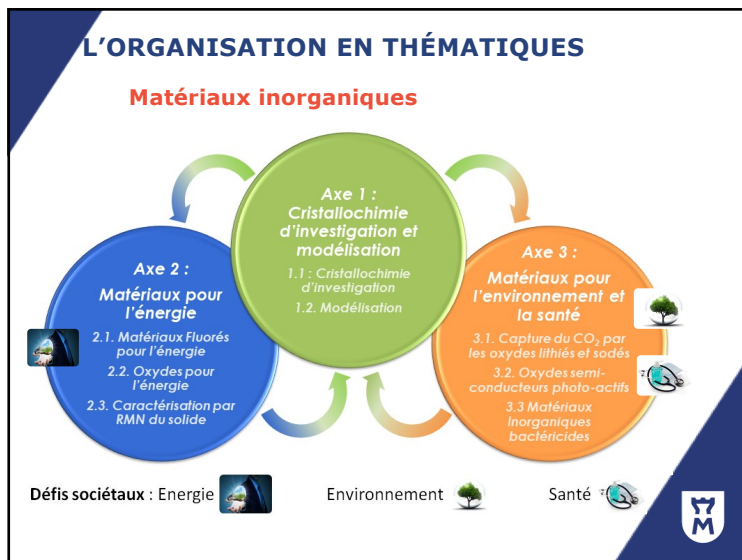 L'ORGANISATION EN THÉMATIQUES
Matériaux inorganiques
Axe 1 :
Cristallochimie
d'investigation et
modélisation
1.1 : Cristallochimie
d'investigation
1.2. Modélisation
Axe 2 :
Matériaux pour
l'énergie
2.1. Matériaux Fluorés
pour l'énergie
2.2. Oxydes pour
l'énergie
2.3. Caractérisation par
RMN du solide
Axe 3 :
Matériaux pour
l'environnement et
la santé
3.1. Capture du CO₂ par
les oxydes lithiés et sodés
3.2. Oxydes semi-
conducteurs photo-actifs
3.3 Matériaux
Inorganiques
bactéricides
Défis sociétaux : Energie Environnement Santé
M